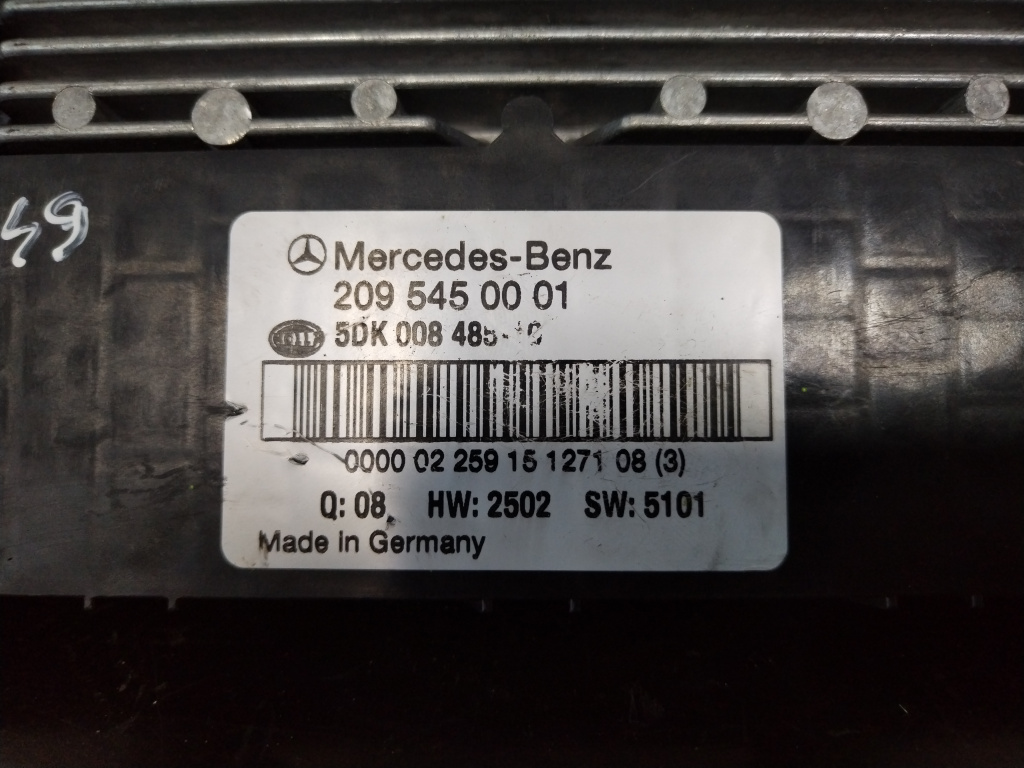 Mercedes-Benz
209 545 00 01
5DK 008 485
0000 02 259 15 1271 08 (3)
Q: 08 HW: 2502 SW: 5101
Made in Germany